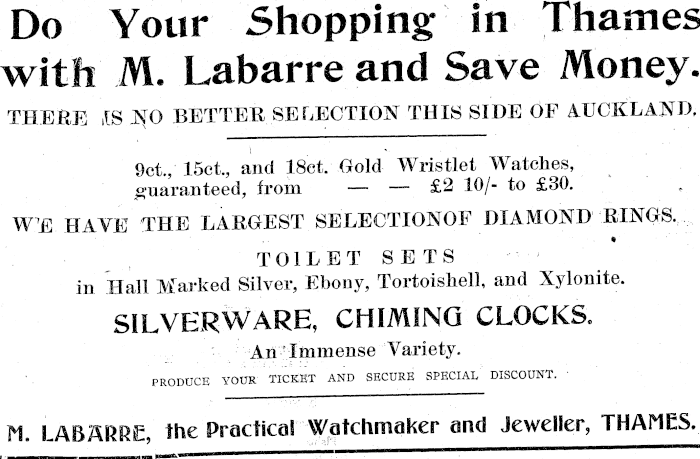 Do Your Shopping in Thames
with M. Labarre and Save Money.
THERE IS NO BETTER SELECTION THIS SIDE OF AUCKLAND.
9ct., 15ct., and 18ct. Gold Wristlet Watches,
guaranteed, from — — £2 10/- to £30.
WE HAVE THE LARGEST SELECTIONOF DIAMOND RINGS.
TOILET SETS
in Hall Marked Silver, Ebony, Tortoishell, and Xylonite.
SILVERWARE, CHIMING CLOCKS.
An Immense Variety.
PRODUCE YOUR TICKET AND SECURE SPECIAL DISCOUNT.
M. LABARRE, the Practical Watchmaker and Jeweller, THAMES.